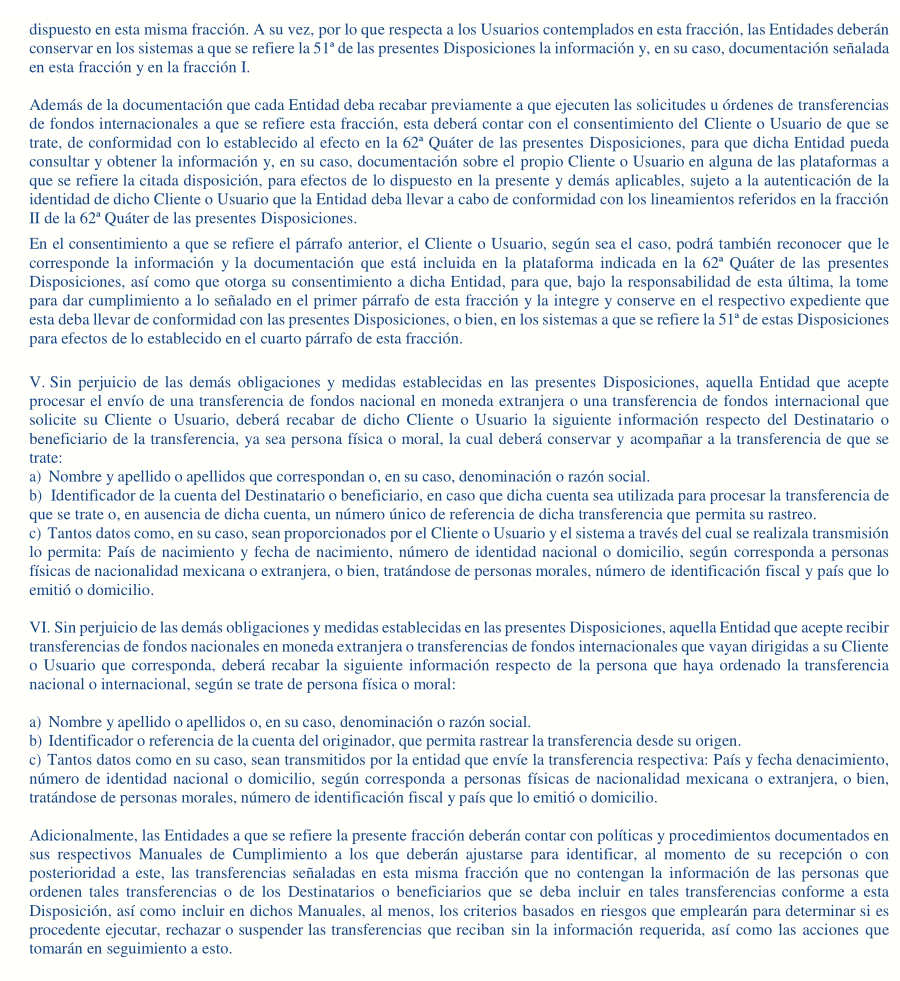 dispuesto en esta misma fracción. A su vez, por lo que respecta a los Usuarios contemplados en esta fracción, las Entidades deberán
conservar en los sistemas a que se refiere la 51ª de las presentes Disposiciones la información y, en su caso, documentación señalada
en esta fracción y en la fracción I.
Además de la documentación que cada Entidad deba recabar previamente a que ejecuten las solicitudes u órdenes de transferencias
de fondos internacionales a que se refiere esta fracción, esta deberá contar con el consentimiento del Cliente o Usuario de que se
trate, de conformidad con lo establecido al efecto en la 62ª Quáter de las presentes Disposiciones, para que dicha Entidad pueda
consultar y obtener la información y, en su caso, documentación sobre el propio Cliente o Usuario en alguna de las plataformas a
que se refiere la citada disposición, para efectos de lo dispuesto en la presente y demás aplicables, sujeto a la autenticación de la
identidad de dicho Cliente o Usuario que la Entidad deba llevar a cabo de conformidad con los lineamientos referidos en la fracción
II de la 62ª Quáter de las presentes Disposiciones.
En el consentimiento a que se refiere el párrafo anterior, el Cliente o Usuario, según sea el caso, podrá también reconocer que le
corresponde la información y la documentación que está incluida en la plataforma indicada en la 62ª Quáter de las presentes
Disposiciones, así como que otorga su consentimiento a dicha Entidad, para que, bajo la responsabilidad de esta última, la tome
para dar cumplimiento a lo señalado en el primer párrafo de esta fracción y la integre y conserve en el respectivo expediente que
esta deba llevar de conformidad con las presentes Disposiciones, o bien, en los sistemas a que se refiere la 51ª de estas Disposiciones
para efectos de lo establecido en el cuarto párrafo de esta fracción.
V. Sin perjuicio de las demás obligaciones y medidas establecidas en las presentes Disposiciones, aquella Entidad que acepte
procesar el envío de una transferencia de fondos nacional en moneda extranjera o una transferencia de fondos internacional que
solicite su Cliente o Usuario, deberá recabar de dicho Cliente o Usuario la siguiente información respecto del Destinatario o
beneficiario de la transferencia, ya sea persona física o moral, la cual deberá conservar y acompañar a la transferencia de que se
trate:
a) Nombre y apellido o apellidos que correspondan o, en su caso, denominación o razón social.
b) Identificador de la cuenta del Destinatario o beneficiario, en caso que dicha cuenta sea utilizada para procesar la transferencia de
que se trate o, en ausencia de dicha cuenta, un número único de referencia de dicha transferencia que permita su rastreo.
c) Tantos datos como, en su caso, sean proporcionados por el Cliente o Usuario y el sistema a través del cual se realizala transmisión
lo permita: País de nacimiento y fecha de nacimiento, número de identidad nacional o domicilio, según corresponda a personas
físicas de nacionalidad mexicana o extranjera, o bien, tratándose de personas morales, número de identificación fiscal y país que lo
emitió o domicilio.
VI. Sin perjuicio de las demás obligaciones y medidas establecidas en las presentes Disposiciones, aquella Entidad que acepte recibir
transferencias de fondos nacionales en moneda extranjera o transferencias de fondos internacionales que vayan dirigidas a su Cliente
o Usuario que corresponda, deberá recabar la siguiente información respecto de la persona que haya ordenado la transferencia
nacional o internacional, según se trate de persona física o moral:
a) Nombre y apellido o apellidos o, en su caso, denominación o razón social.
b) Identificador o referencia de la cuenta del originador, que permita rastrear la transferencia desde su origen.
c) Tantos datos como en su caso, sean transmitidos por la entidad que envíe la transferencia respectiva: País y fecha denacimiento,
número de identidad nacional o domicilio, según corresponda a personas físicas de nacionalidad mexicana o extranjera, o bien,
tratándose de personas morales, número de identificación fiscal y país que lo emitió o domicilio.
Adicionalmente, las Entidades a que se refiere la presente fracción deberán contar con políticas y procedimientos documentados en
sus respectivos Manuales de Cumplimiento a los que deberán ajustarse para identificar, al momento de su recepción o con
posterioridad a este, las transferencias señaladas en esta misma fracción que no contengan la información de las personas que
ordenen tales transferencias o de los Destinatarios o beneficiarios que se deba incluir en tales transferencias conforme a esta
Disposición, así como incluir en dichos Manuales, al menos, los criterios basados en riesgos que emplearán para determinar si es
procedente ejecutar, rechazar o suspender las transferencias que reciban sin la información requerida, así como las acciones que
tomarán en seguimiento a esto.